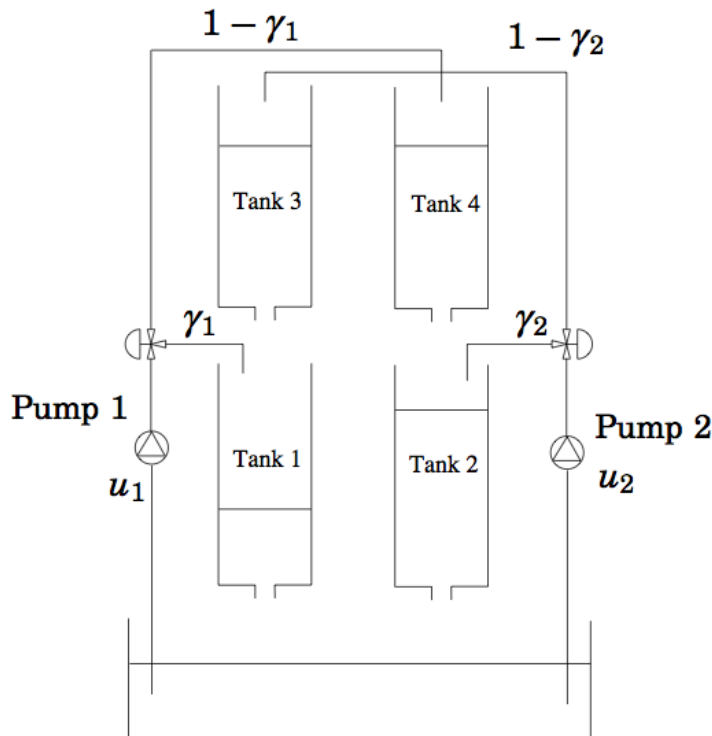 1 − γ₁
1 − γ₂
Tank 3
Tank 4
γ₁
γ₂
Pump 1
Pump 2
Tank 1
Tank 2
u₁
u₂